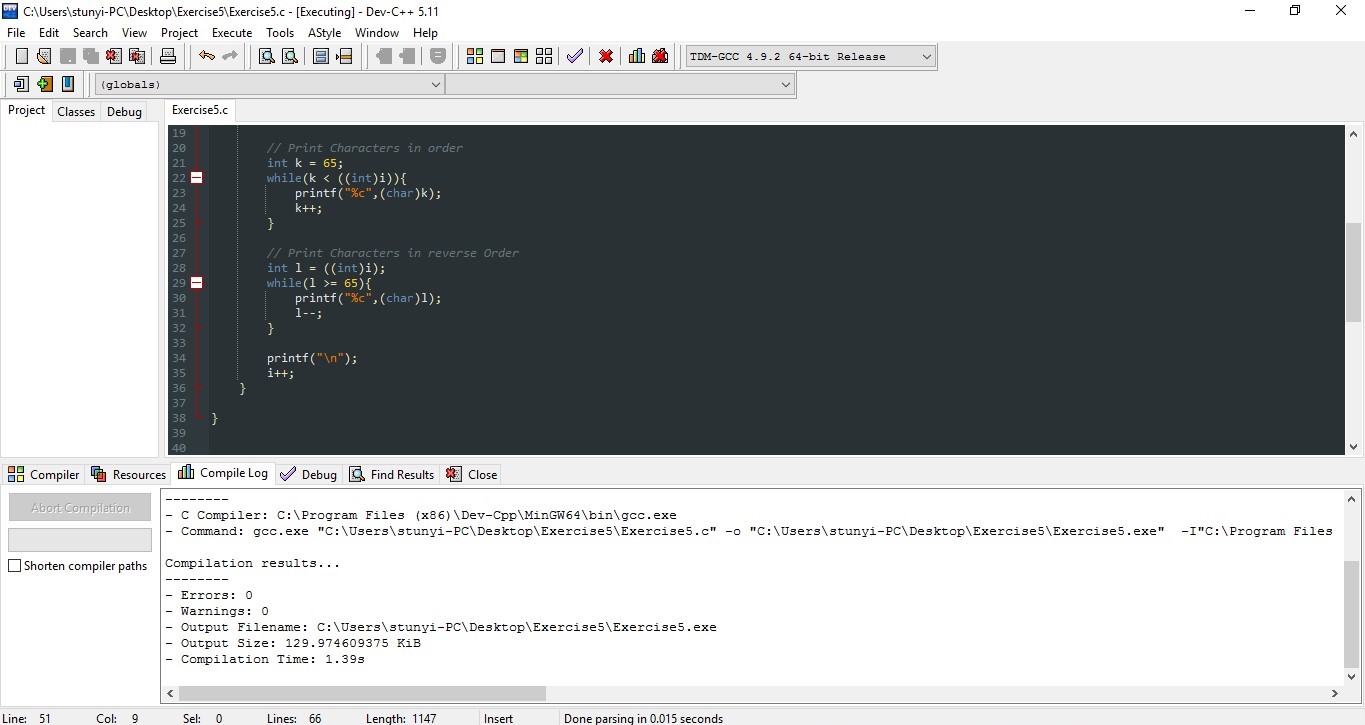 C:\Users\stunyi-PC\Desktop\Exercise5\Exercise5.c - [Executing] - Dev-C++ 5.11
File Edit Search View Project Execute Tools AStyle Window Help
TDM-GCC 4.9.2 64-bit Release
(globals)
Project Classes Debug Exercise5.c
19
20 // Print Characters in order
21 int k = 65;
22 while(k < ((int)i)){
23 printf("%c",(char)k);
24 k++;
25 }
26
27 // Print Characters in reverse Order
28 int l = ((int)i);
29 while(l >= 65){
30 printf("%c",(char)l);
31 l--;
32 }
33
34 printf("\n");
35 i++;
36 }
37
38 }
39
40
Compiler Resources Compile Log Debug Find Results Close
Abort Compilation
Shorten compiler paths
--------
- C Compiler: C:\Program Files (x86)\Dev-Cpp\MinGW64\bin\gcc.exe
- Command: gcc.exe "C:\Users\stunyi-PC\Desktop\Exercise5\Exercise5.c" -o "C:\Users\stunyi-PC\Desktop\Exercise5\Exercise5.exe" -I"C:\Program Files
Compilation results...
--------
- Errors: 0
- Warnings: 0
- Output Filename: C:\Users\stunyi-PC\Desktop\Exercise5\Exercise5.exe
- Output Size: 129.974609375 KiB
- Compilation Time: 1.39s
Line: 51 Col: 9 Sel: 0 Lines: 66 Length: 1147 Insert Done parsing in 0.015 seconds